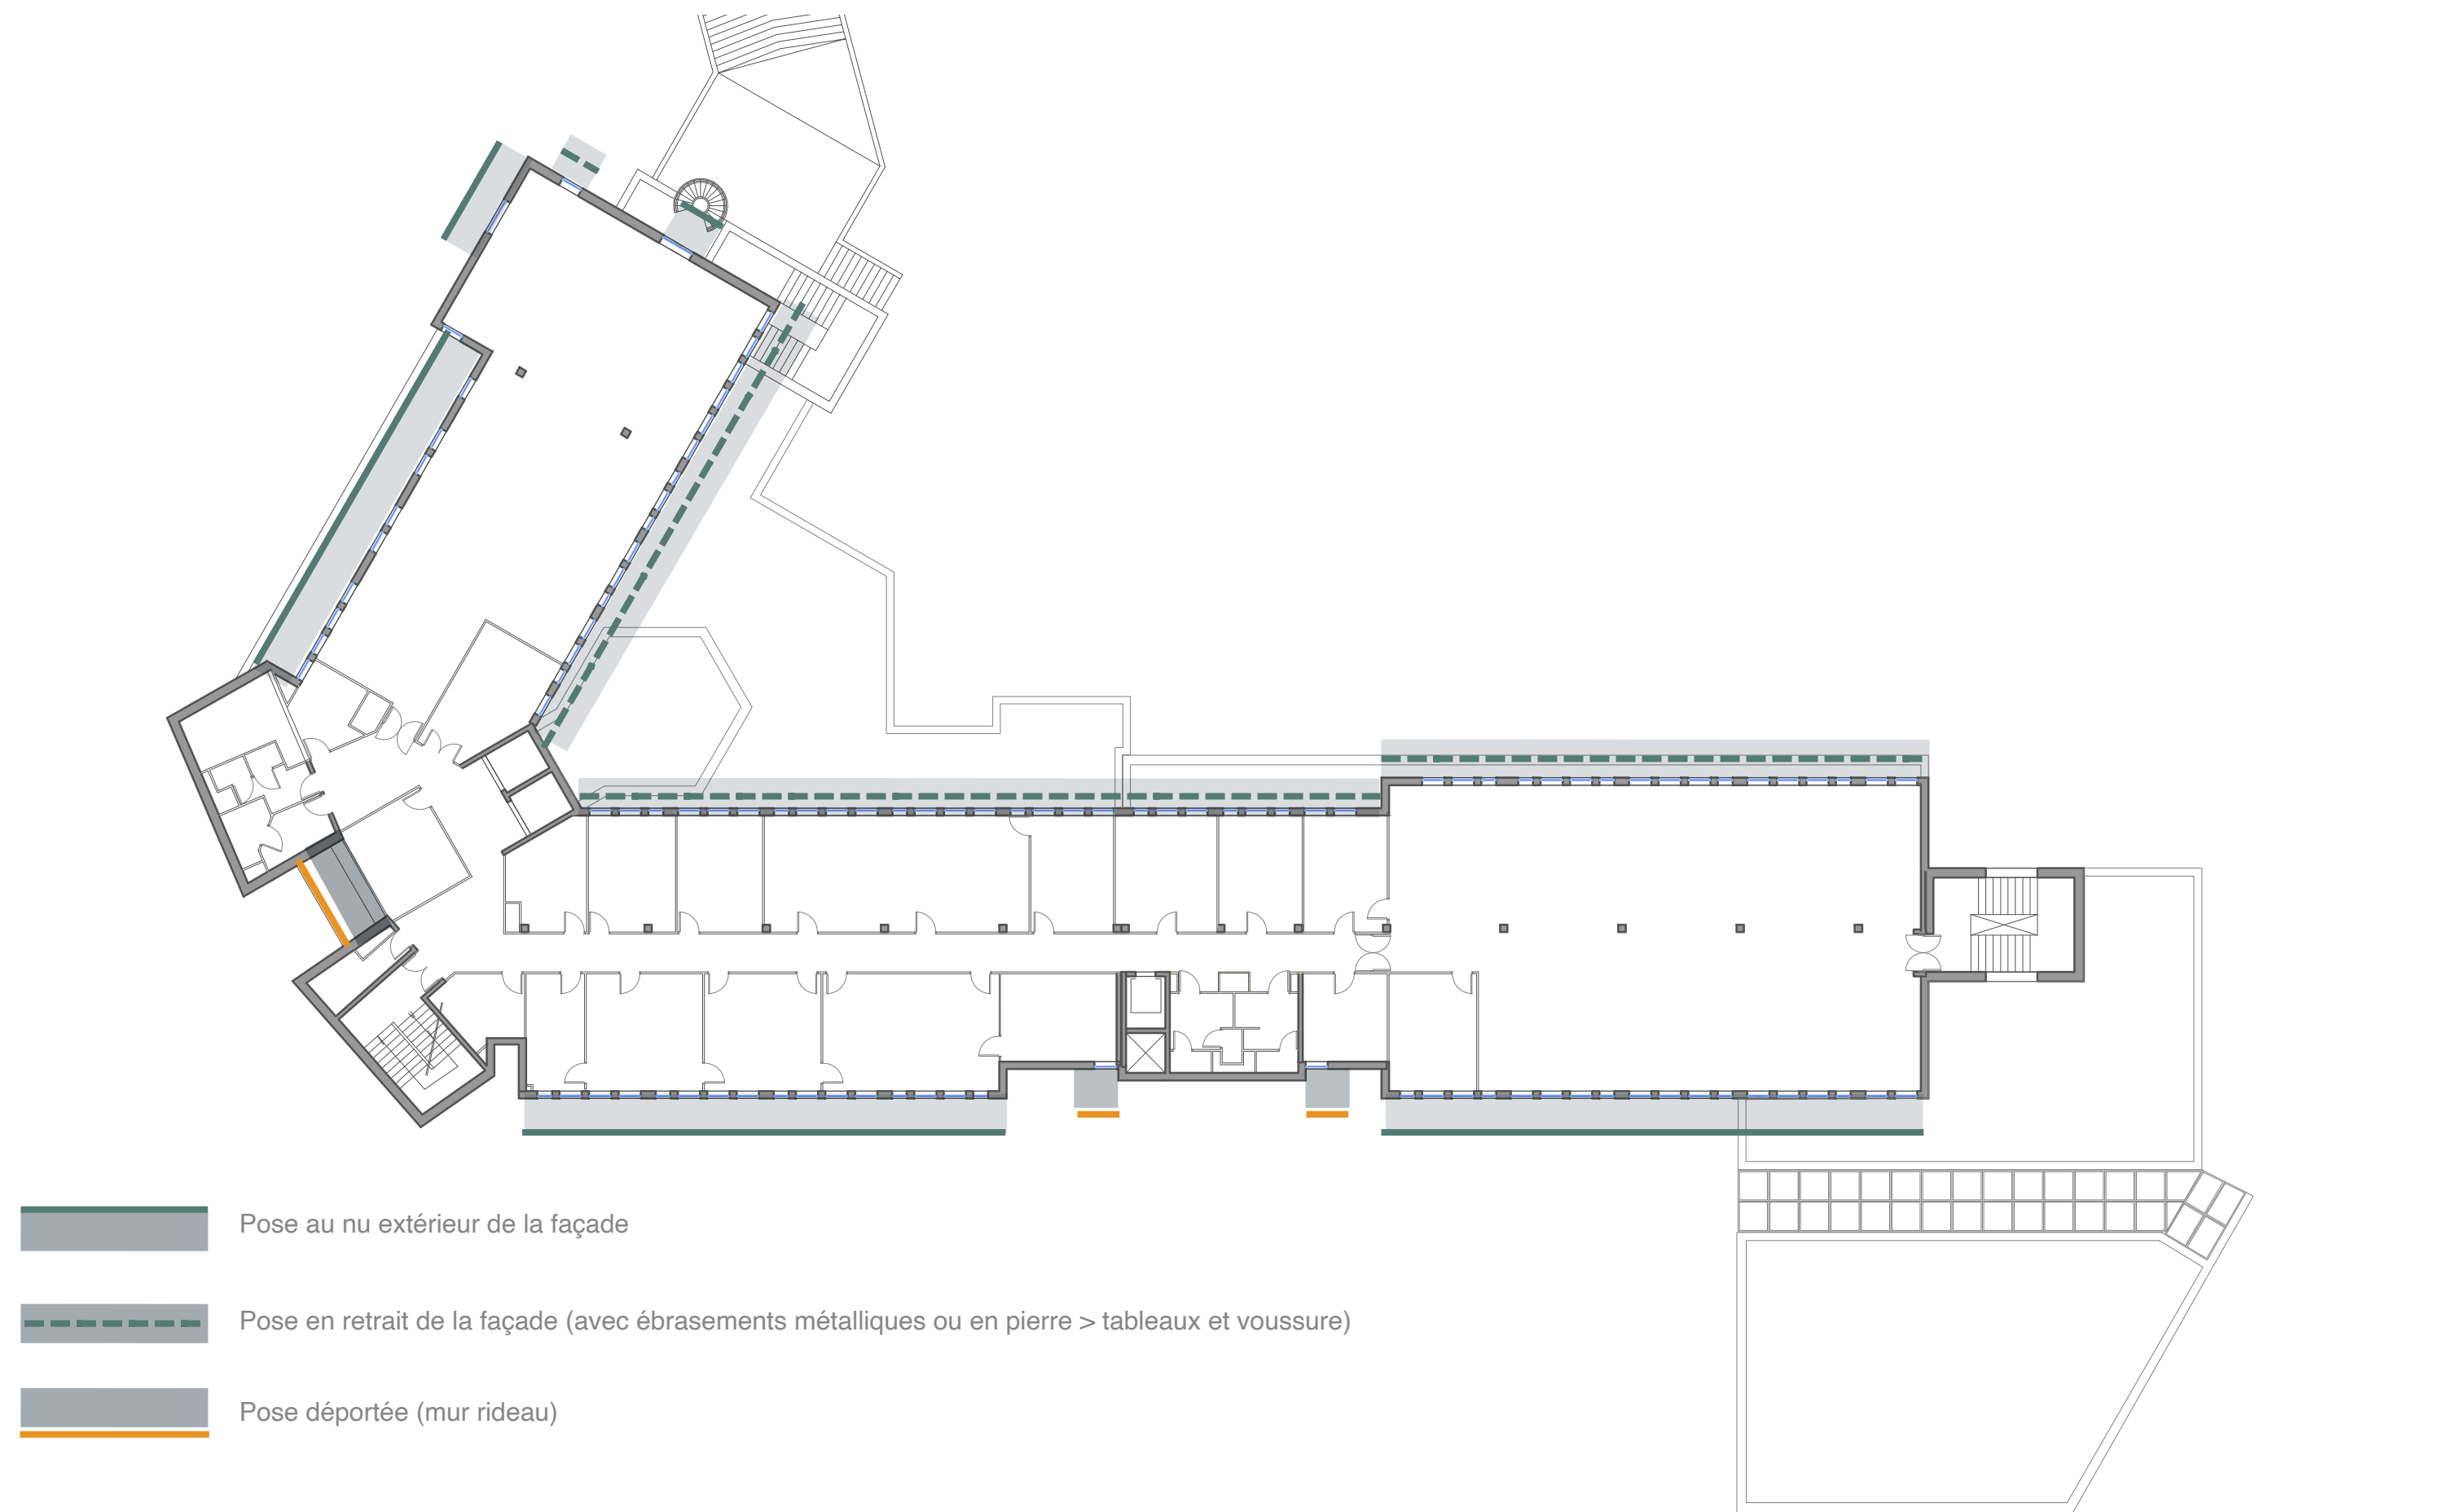 Pose au nu extérieur de la façade
Pose en retrait de la façade (avec ébrasements métalliques ou en pierre > tableaux et voussure)
Pose déportée (mur rideau)